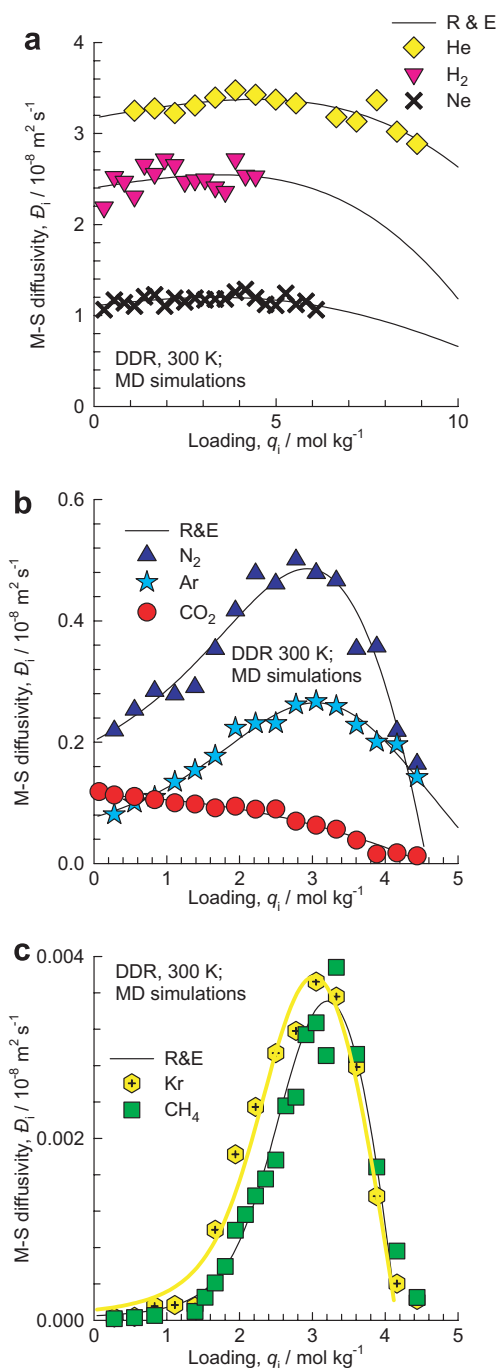 a
R & E
He
H₂
Ne
4
3
2
1
0
M-S diffusivity, Đᵢ / 10⁻⁸ m² s⁻¹
DDR, 300 K;
MD simulations
0 5 10
Loading, qᵢ / mol kg⁻¹
b
R&E
N₂
Ar
CO₂
0.6
0.4
0.2
0.0
M-S diffusivity, Đᵢ / 10⁻⁸ m² s⁻¹
DDR 300 K;
MD simulations
0 1 2 3 4 5
Loading, qᵢ / mol kg⁻¹
c
DDR, 300 K;
MD simulations
R&E
Kr
CH₄
0.004
0.002
0.000
M-S diffusivity, Đᵢ / 10⁻⁸ m² s⁻¹
0 1 2 3 4 5
Loading, qᵢ / mol kg⁻¹